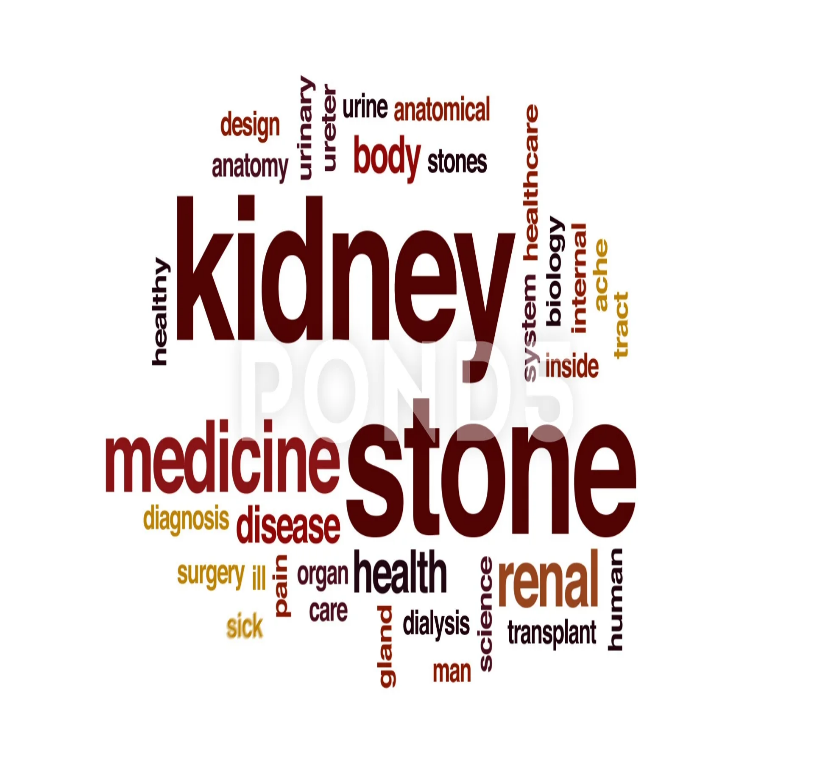 design
urinary
ureter
urine
anatomical
anatomy
body
stones
healthcare
kidney
healthy
system
biology
internal
ache
tract
inside
POND5
medicine
stone
diagnosis
disease
surgery
ill
pain
organ
health
science
renal
human
sick
care
gland
dialysis
transplant
man